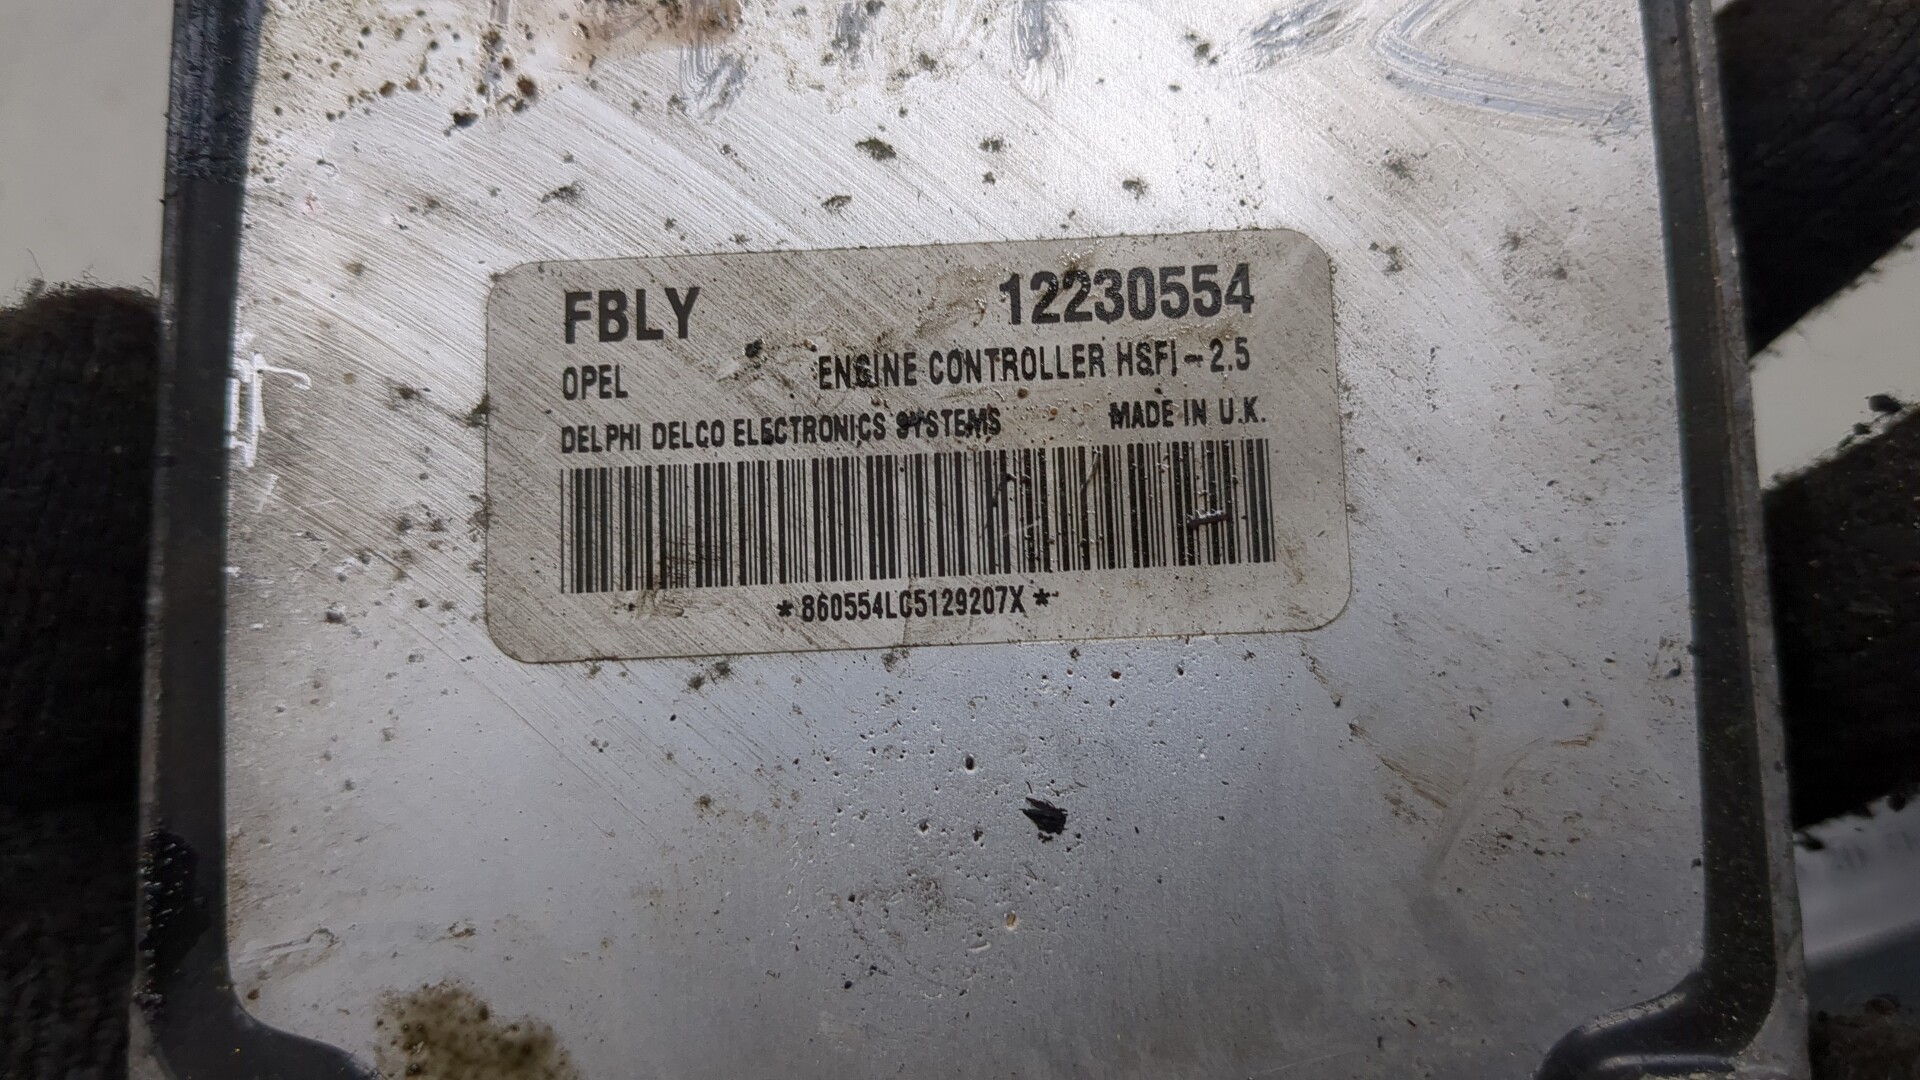 FBLY 12230554
OPEL ENGINE CONTROLLER HSFI-2.5
DELPHI DELCO ELECTRONICS SYSTEMS MADE IN U.K.
*860554LC5129207X*